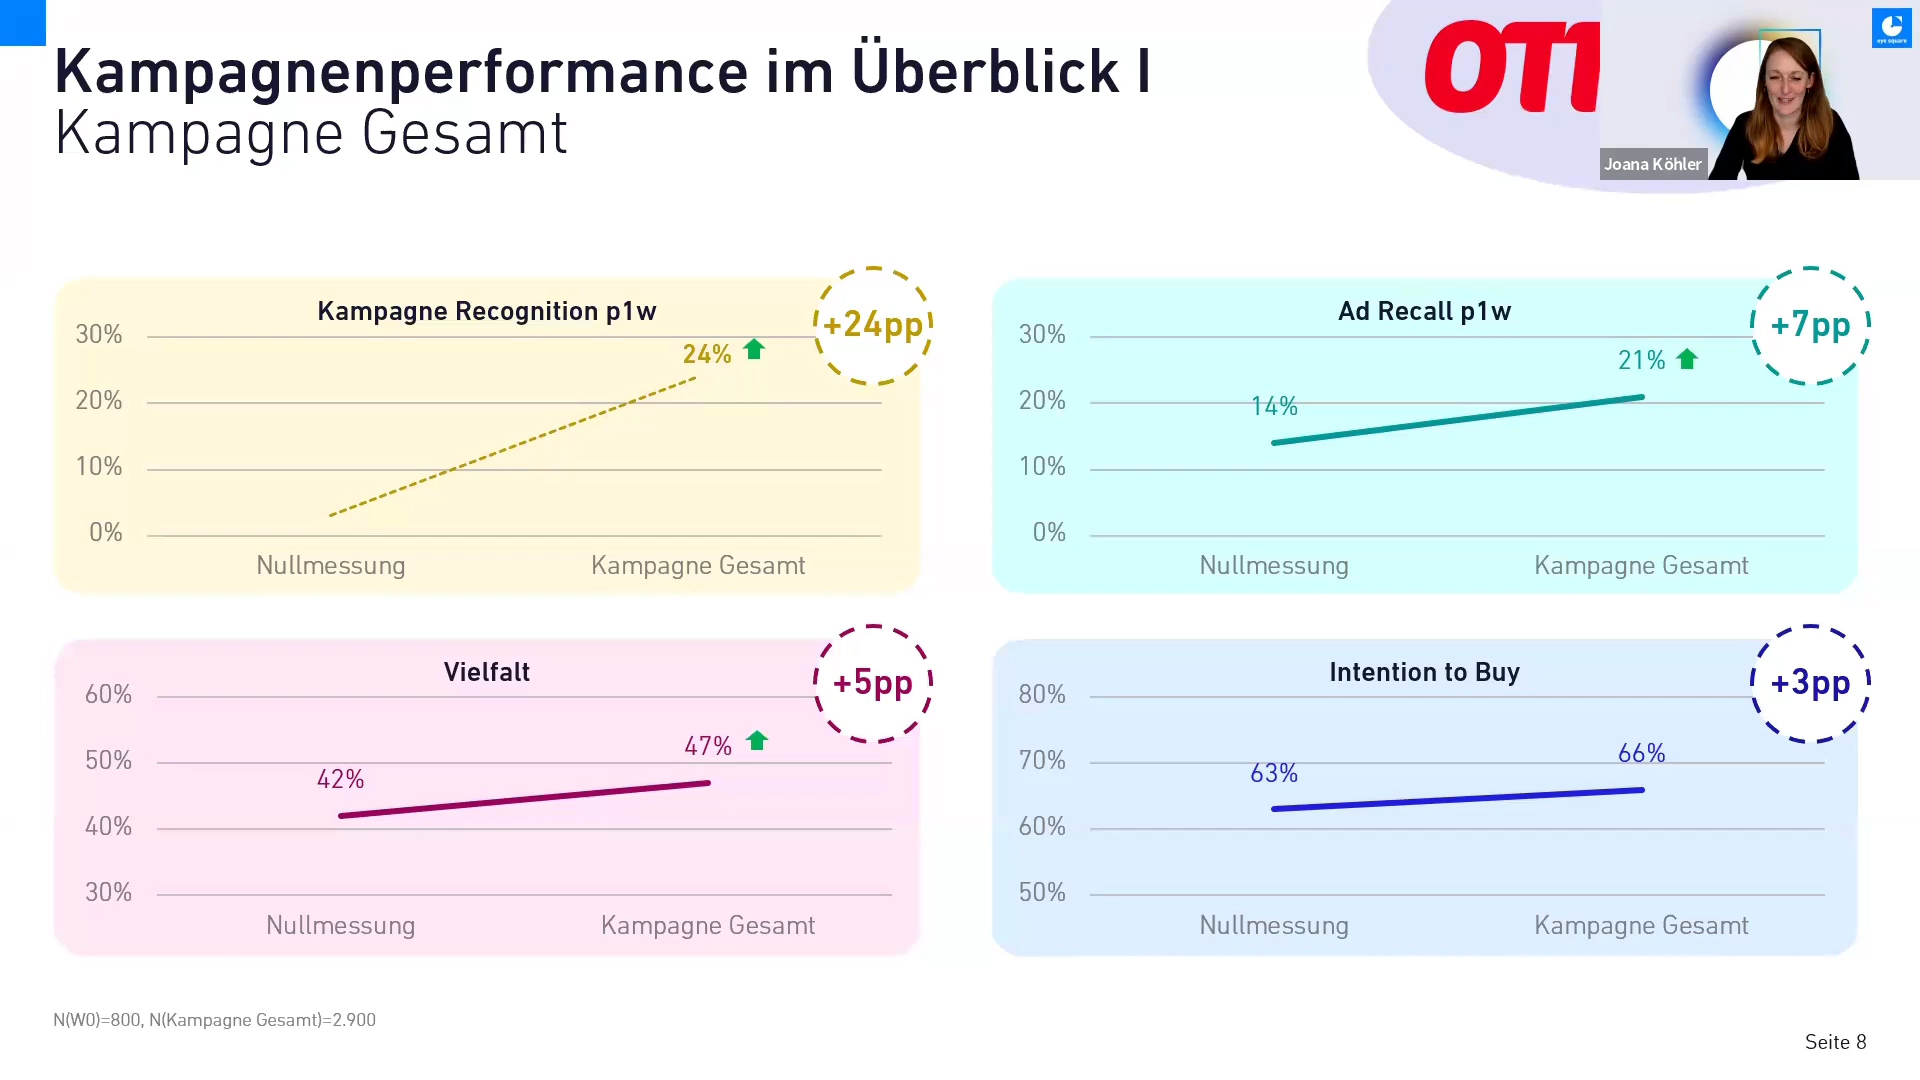 Kampagnenperformance im Überblick I
Kampagne Gesamt
Joana Köhler
eye square
Kampagne Recognition p1w
+24pp
30%
20%
10%
0%
24%
Nullmessung
Kampagne Gesamt
Ad Recall p1w
+7pp
30%
20%
10%
0%
14%
21%
Nullmessung
Kampagne Gesamt
Vielfalt
+5pp
60%
50%
40%
30%
42%
47%
Nullmessung
Kampagne Gesamt
Intention to Buy
+3pp
80%
70%
60%
50%
63%
66%
Nullmessung
Kampagne Gesamt
N(W0)=800, N(Kampagne Gesamt)=2.900
Seite 8